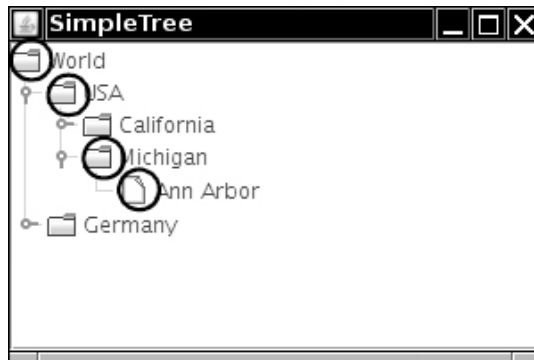 SimpleTree
World
USA
California
Michigan
Ann Arbor
Germany